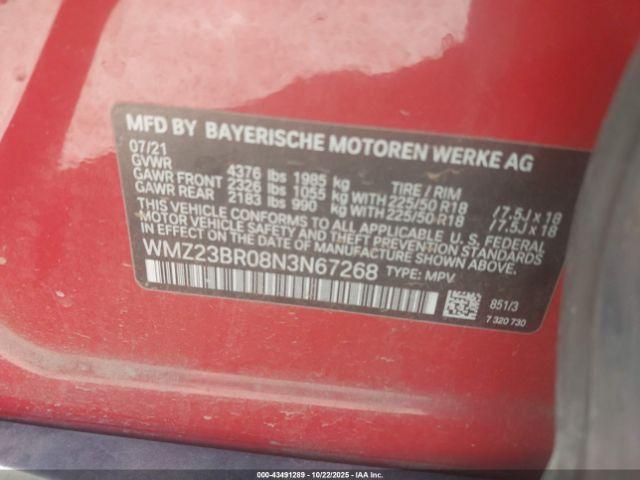 MFD BY BAYERISCHE MOTOREN WERKE AG
07/21
GVWR 4376 lbs 1985 kg TIRE / RIM
GAWR FRONT 2326 lbs 1055 kg WITH 225/50 R18 / 7.5J x 18
GAWR REAR 2183 lbs 990 kg WITH 225/50 R18 / 7.5J x 18
THIS VEHICLE CONFORMS TO ALL APPLICABLE U.S. FEDERAL
MOTOR VEHICLE SAFETY AND THEFT PREVENTION STANDARDS
IN EFFECT ON THE DATE OF MANUFACTURE SHOWN ABOVE.
WMZ23BR08N3N67268 TYPE: MPV
851/3
7 320 730
000-43491289 - 10/22/2025 - IAAI.com